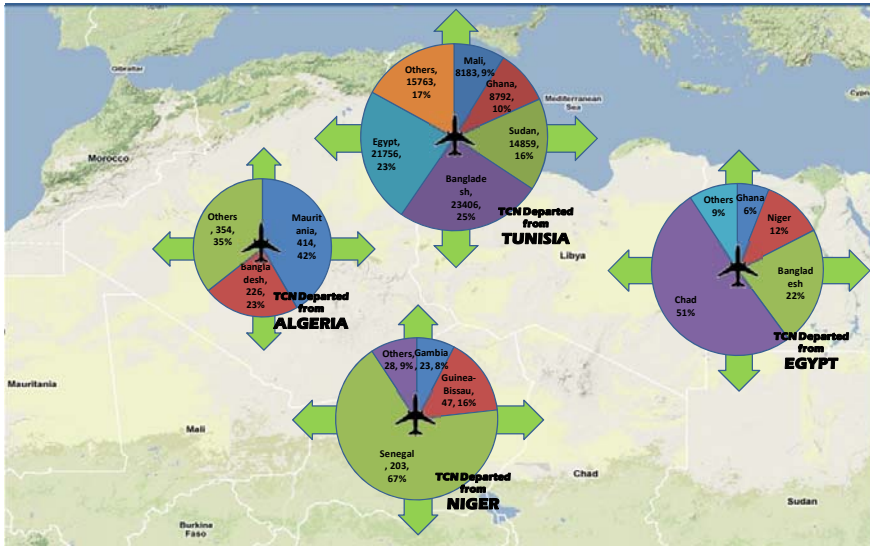 Gibraltar
Morocco
Mediterranean
Sea
Cypr
Libya
Mauritania
Mali
Burkina
Faso
Chad
Sudan
Others,
15763,
17%
Mali,
8183, 9%
Ghana,
8792,
10%
Sudan,
14859,
16%
Banglade
sh,
23406,
25%
Egypt,
21756,
23%
TCN Departed
from
TUNISIA
Others
, 354,
35%
Maurit
ania,
414,
42%
Bangla
desh,
226,
23%
TCN Departed
from
ALGERIA
Others
9%
Ghana
6%
Niger
12%
Banglad
esh
22%
Chad
51%
TCN Departed
from
EGYPT
Others,
28, 9%
Gambia
23, 8%
Guinea-
Bissau,
47, 16%
Senegal
, 203,
67%
TCN Departed
from
NIGER